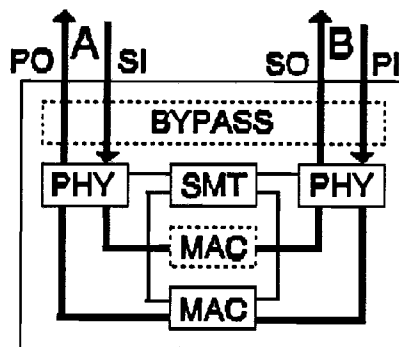 A B
PO SI SO PI
BYPASS
PHY SMT PHY
MAC
MAC